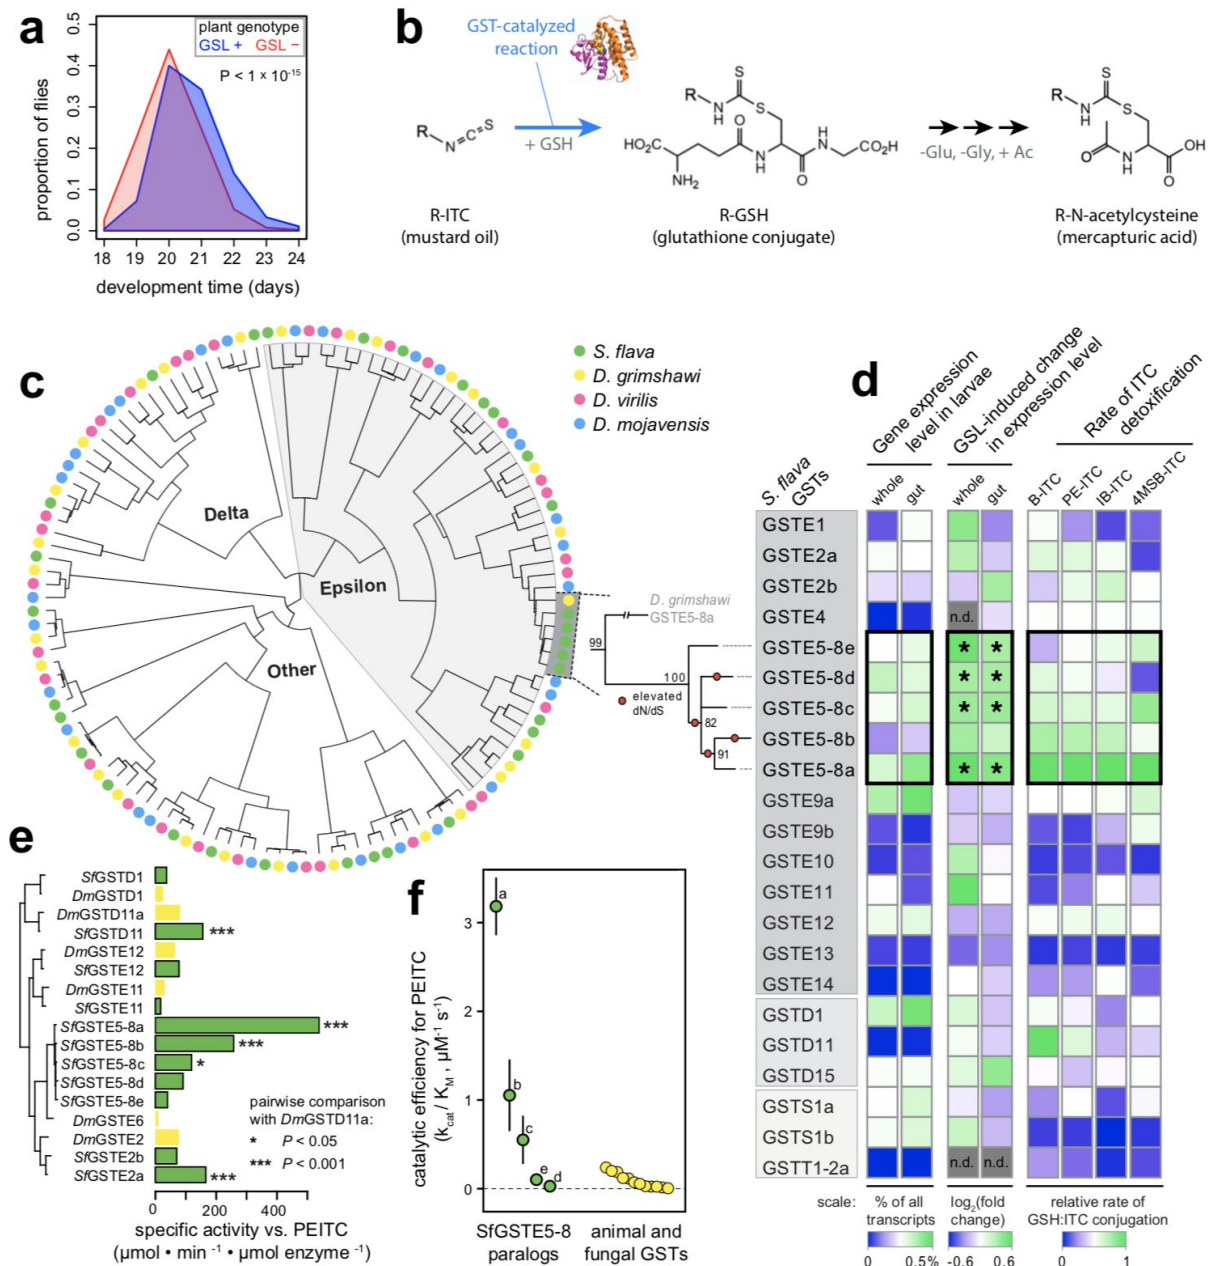 a
0.5
0.4
0.3
0.2
0.1
0.0
proportion of flies
plant genotype
GSL + GSL −
P < 1 x 10⁻¹⁵
18 19 20 21 22 23 24
development time (days)
b
GST-catalyzed
reaction
+ GSH
R
N
C
S
R-ITC
(mustard oil)
S
R
N
H
S
HO₂C
NH₂
O
N
H
H
N
O
CO₂H
R-GSH
(glutathione conjugate)
-Glu, -Gly, + Ac
S
R
N
H
S
O
N
H
OH
O
R-N-acetylcysteine
(mercapturic acid)
c
S. flava
D. grimshawi
D. virilis
D. mojavensis
Delta
Epsilon
Other
D. grimshawi
GSTE5-8a
99
100
elevated
dN/dS
82
91
d
Gene expression
level in larvae
GSL-induced change
in expression level
Rate of ITC
detoxification
S. flava
GSTs
whole
gut
whole
gut
B-ITC
PE-ITC
IB-ITC
4MSB-ITC
GSTE1
GSTE2a
GSTE2b
GSTE4 n.d.
GSTE5-8e * *
GSTE5-8d * *
GSTE5-8c * *
GSTE5-8b
GSTE5-8a * *
GSTE9a
GSTE9b
GSTE10
GSTE11
GSTE12
GSTE13
GSTE14
GSTD1
GSTD11
GSTD15
GSTS1a
GSTS1b
GSTT1-2a n.d. n.d.
scale:
% of all
transcripts
0 0.5%
log₂(fold
change)
-0.6 0.6
relative rate of
GSH:ITC conjugation
0 1
e
SfGSTD1
DmGSTD1
DmGSTD11a
SfGSTD11 ***
DmGSTE12
SfGSTE12
DmGSTE11
SfGSTE11
SfGSTE5-8a ***
SfGSTE5-8b ***
SfGSTE5-8c *
SfGSTE5-8d
SfGSTE5-8e
DmGSTE6
DmGSTE2
SfGSTE2b
SfGSTE2a ***
pairwise comparison
with DmGSTD11a:
* P < 0.05
*** P < 0.001
0 200 400
specific activity vs. PEITC
(μmol • min ⁻¹ • μmol enzyme ⁻¹)
f
catalytic efficiency for PEITC
(kcat / KM , μM⁻¹ s⁻¹)
3
2
1
0
a
b
c
e
d
SfGSTE5-8
paralogs
animal and
fungal GSTs